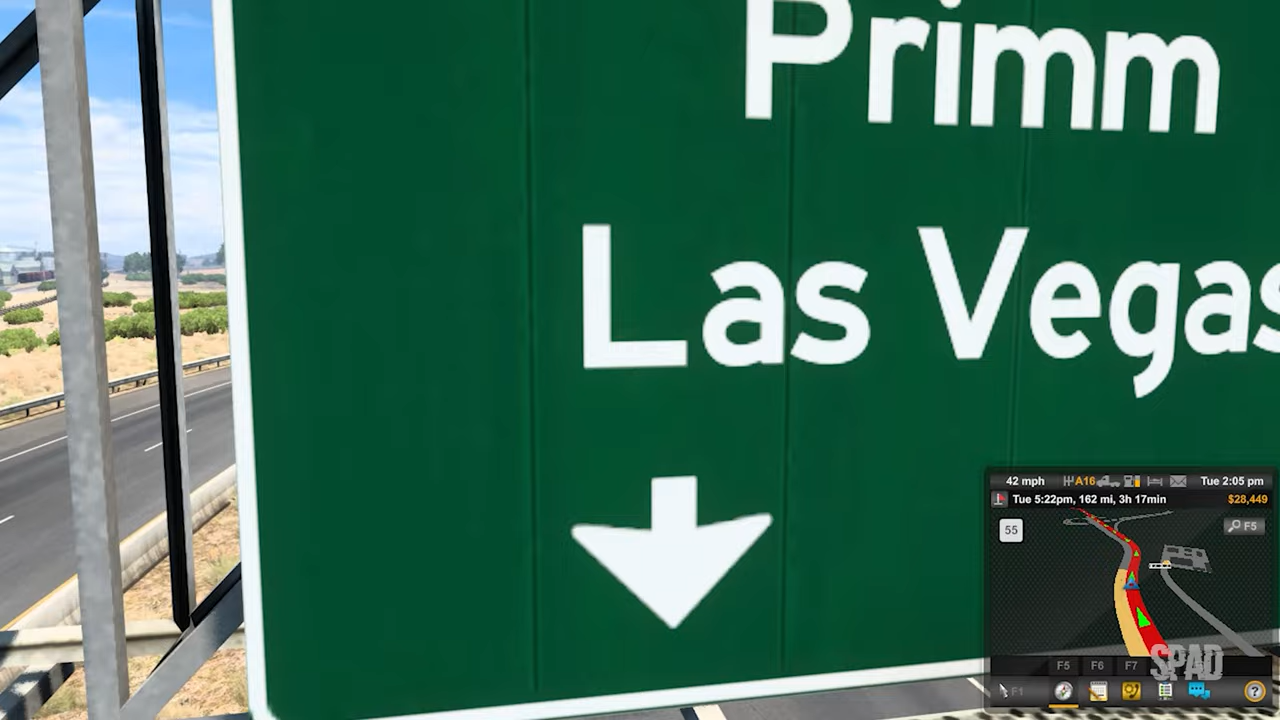 Primm
Las Vegas
42 mph A16 Tue 2:05 pm
Tue 5:22pm, 162 mi, 3h 17min $28,449
55 F5
F5 F6 F7
SPAD
F1 ?